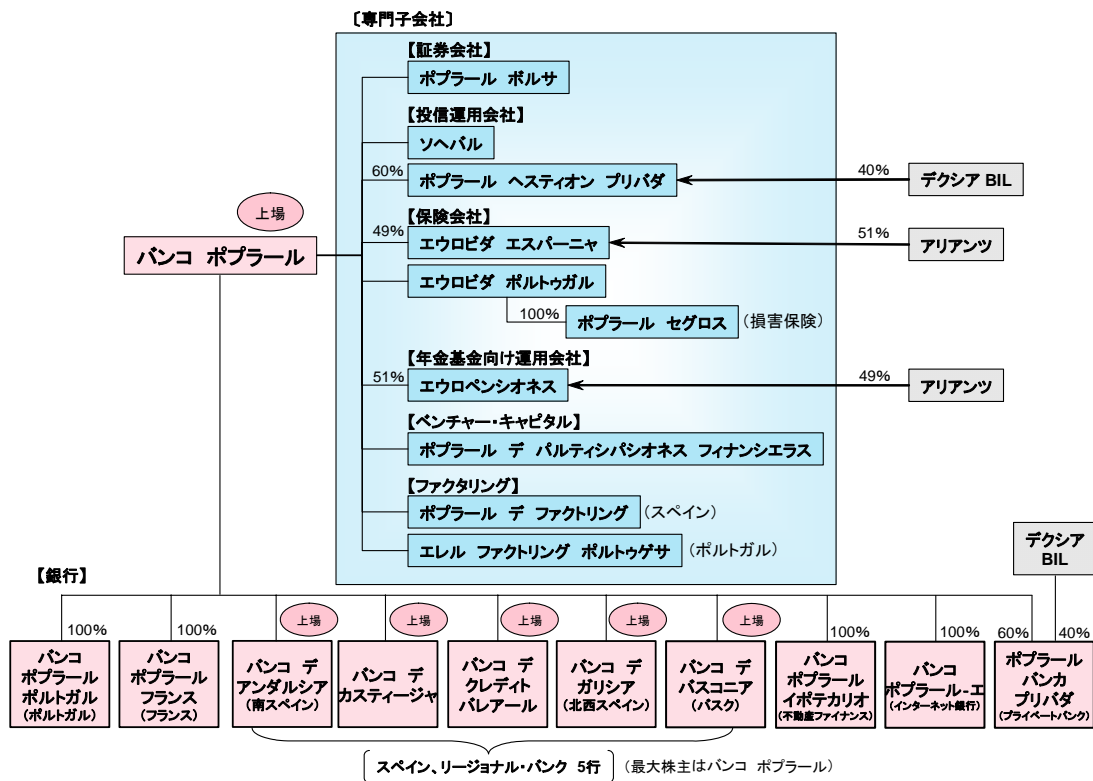 〔専門子会社〕
【証券会社】
ポプラール ボルサ
【投信運用会社】
ソヘバル
60%
ポプラール ヘスティオン プリバダ
40%
デクシア BIL
上場
バンコ ポプラール
【保険会社】
49%
エウロビダ エスパーニャ
51%
アリアンツ
エウロビダ ポルトゥガル
100%
ポプラール セグロス
(損害保険)
【年金基金向け運用会社】
51%
エウロペンシオネス
49%
アリアンツ
【ベンチャー・キャピタル】
ポプラール デ パルティシパシオネス フィナンシエラス
【ファクタリング】
ポプラール デ ファクトリング
(スペイン)
エレル ファクトリング ポルトゥゲサ
(ポルトガル)
デクシア
BIL
【銀行】
100%
バンコ
ポプラール
ポルトガル
(ポルトガル)
100%
バンコ
ポプラール
フランス
(フランス)
上場
バンコ デ
アンダルシア
(南スペイン)
上場
バンコ デ
カスティージャ
上場
バンコ デ
クレディト
バレアール
上場
バンコ デ
ガリシア
(北西スペイン)
上場
バンコ デ
バスコニア
(バスク)
100%
バンコ
ポプラール
イポテカリオ
(不動産ファイナンス)
100%
バンコ
ポプラール-エ
(インターネット銀行)
60%
40%
ポプラール
バンカ
プリバダ
(プライベートバンク)
スペイン、リージョナル・バンク 5行
(最大株主はバンコ ポプラール)